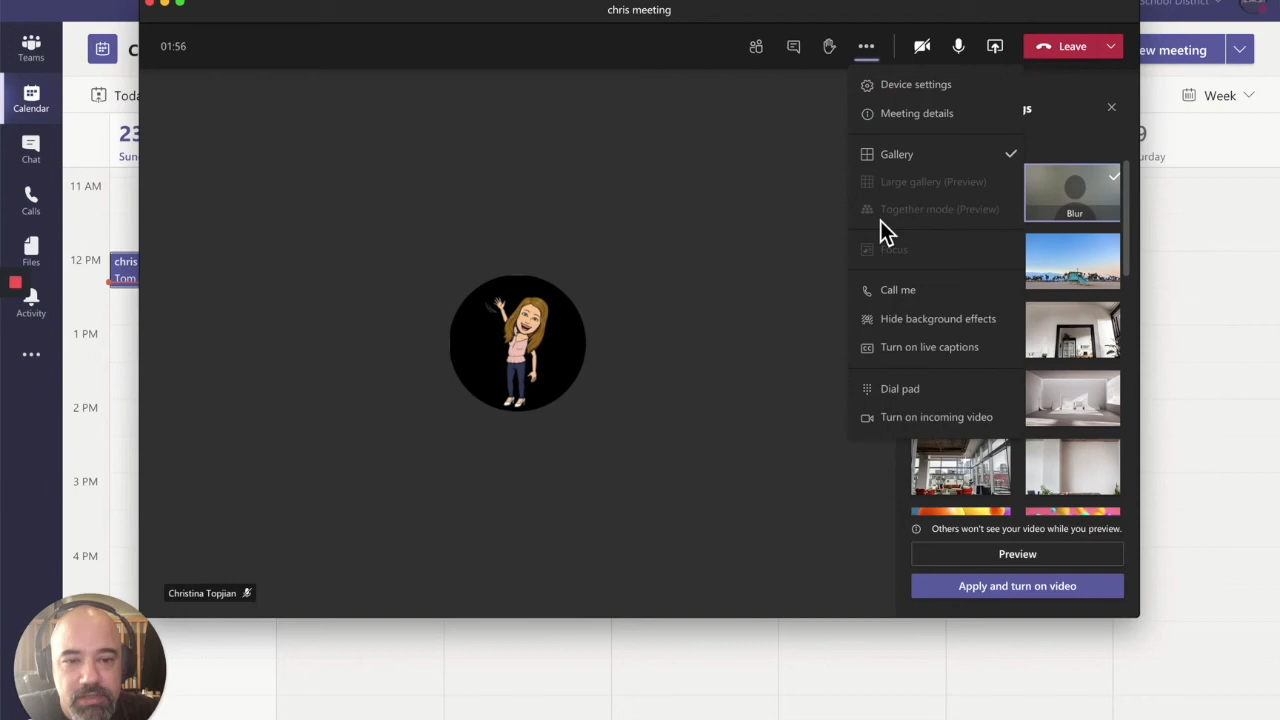 School District
chris meeting
01:56
Leave
ew meeting
Teams
Calendar
Chat
Calls
Files
Activity
Toda
Week
23
Sun
9
urday
11 AM
12 PM
1 PM
2 PM
3 PM
4 PM
chris
Tom
Device settings
Meeting details
Gallery
Large gallery (Preview)
Together mode (Preview)
Focus
Call me
Hide background effects
Turn on live captions
Dial pad
Turn on incoming video
gs
Blur
Others won't see your video while you preview.
Preview
Apply and turn on video
Christina Topjian